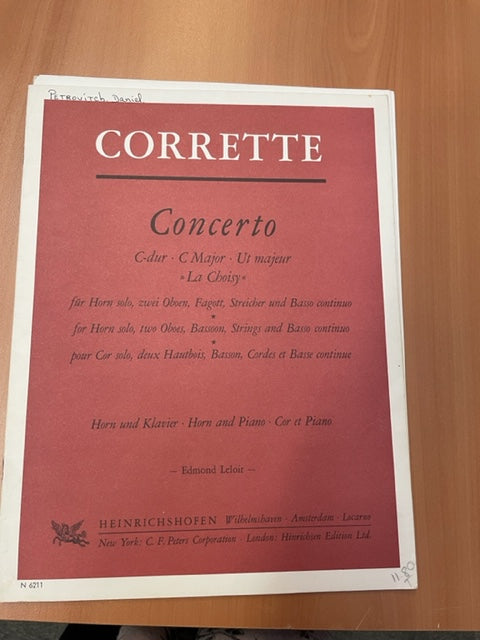 Petrovitch Daniel
CORRETTE
Concerto
C-dur · C Major · Ut majeur
»La Choisy«
für Horn solo, zwei Oboen, Fagott, Streicher und Basso continuo
★
for Horn solo, two Oboes, Bassoon, Strings and Basso continuo
★
pour Cor solo, deux Hautbois, Basson, Cordes et Basse continue
Horn und Klavier · Horn and Piano · Cor et Piano
— Edmond Leloir —
HEINRICHSHOFEN Wilhelmshaven · Amsterdam · Locarno
New York: C. F. Peters Corporation · London: Hinrichsen Edition Ltd.
N 6211
11.80